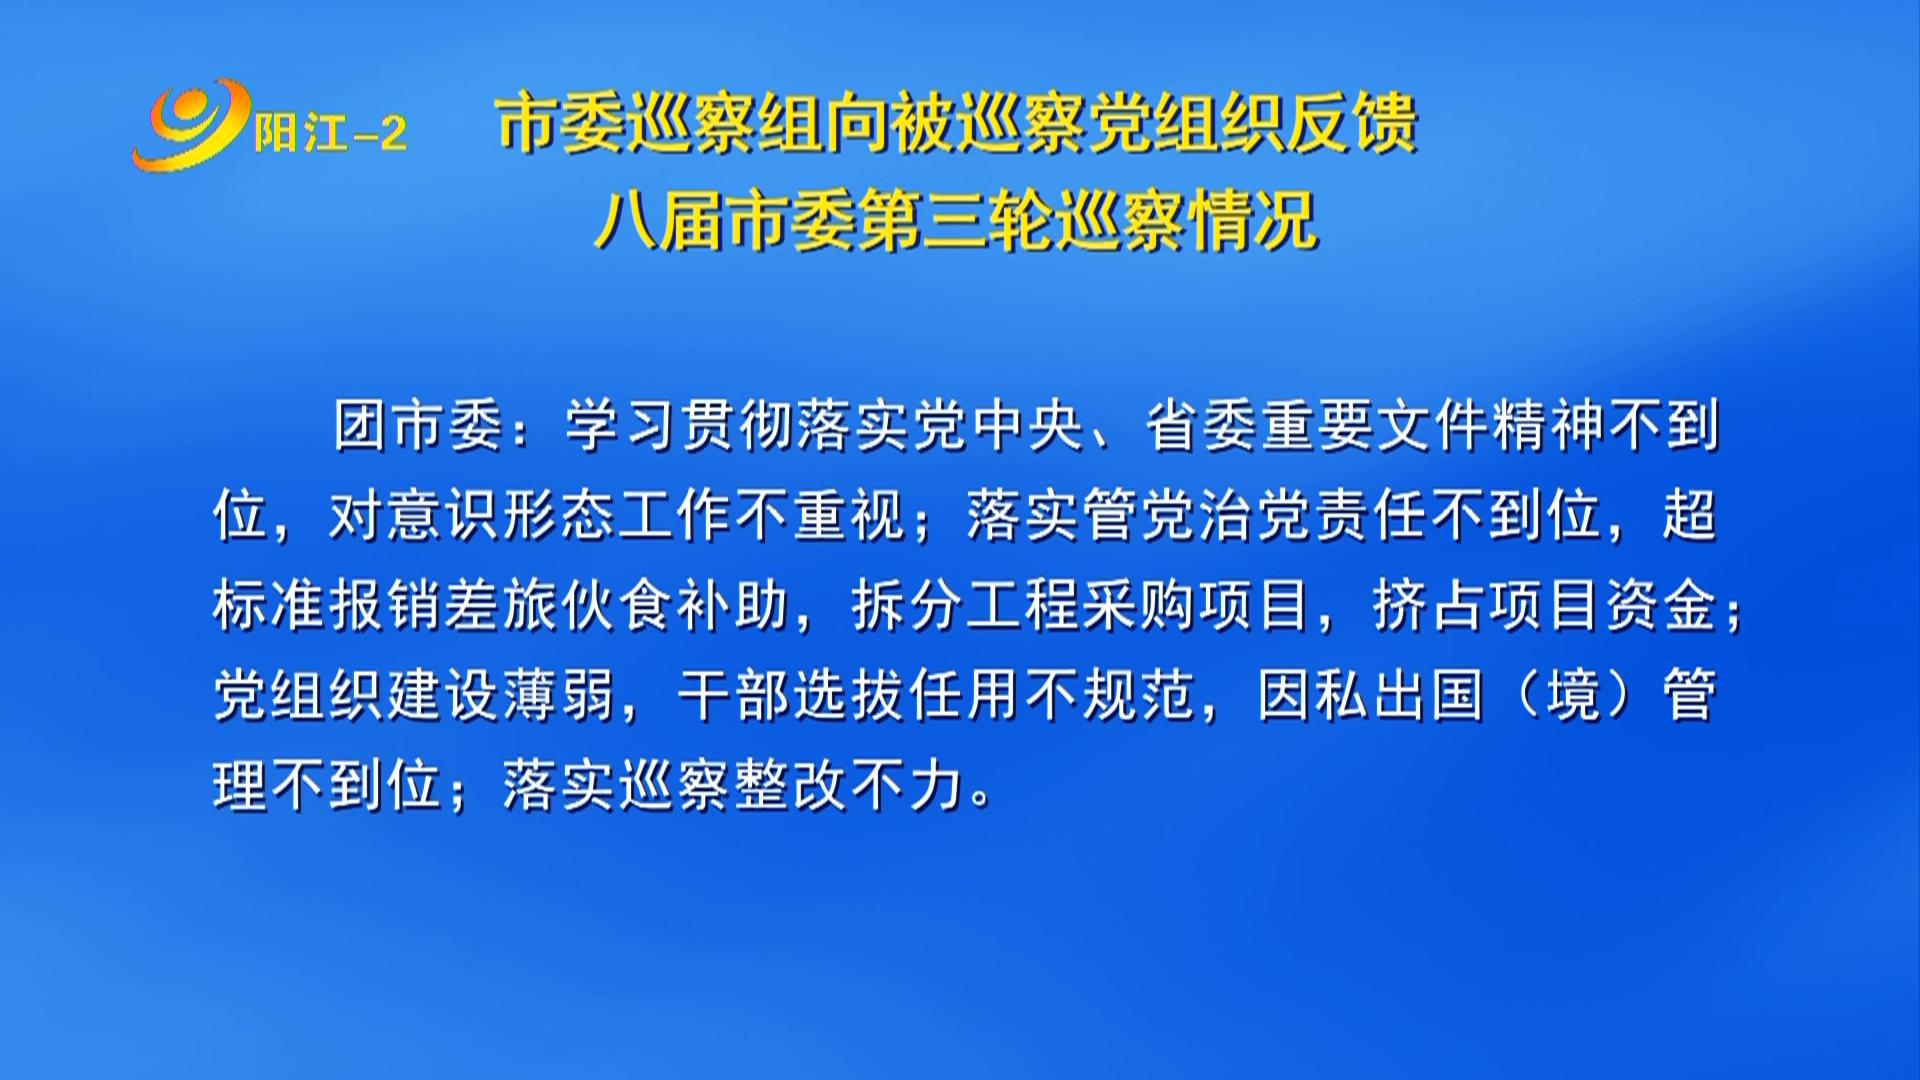 阳江-2
市委巡察组向被巡察党组织反馈
八届市委第三轮巡察情况
团市委：学习贯彻落实党中央、省委重要文件精神不到
位，对意识形态工作不重视；落实管党治党责任不到位，超
标准报销差旅伙食补助，拆分工程采购项目，挤占项目资金；
党组织建设薄弱，干部选拔任用不规范，因私出国（境）管
理不到位；落实巡察整改不力。